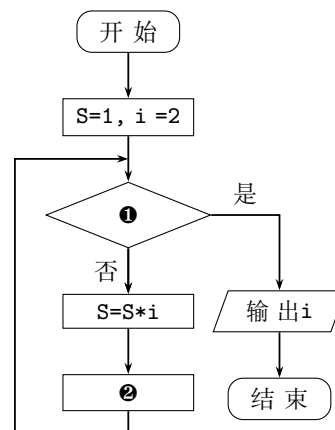 开始
S=1, i =2
❶
是
否
S=S*i
输出i
❷
结束